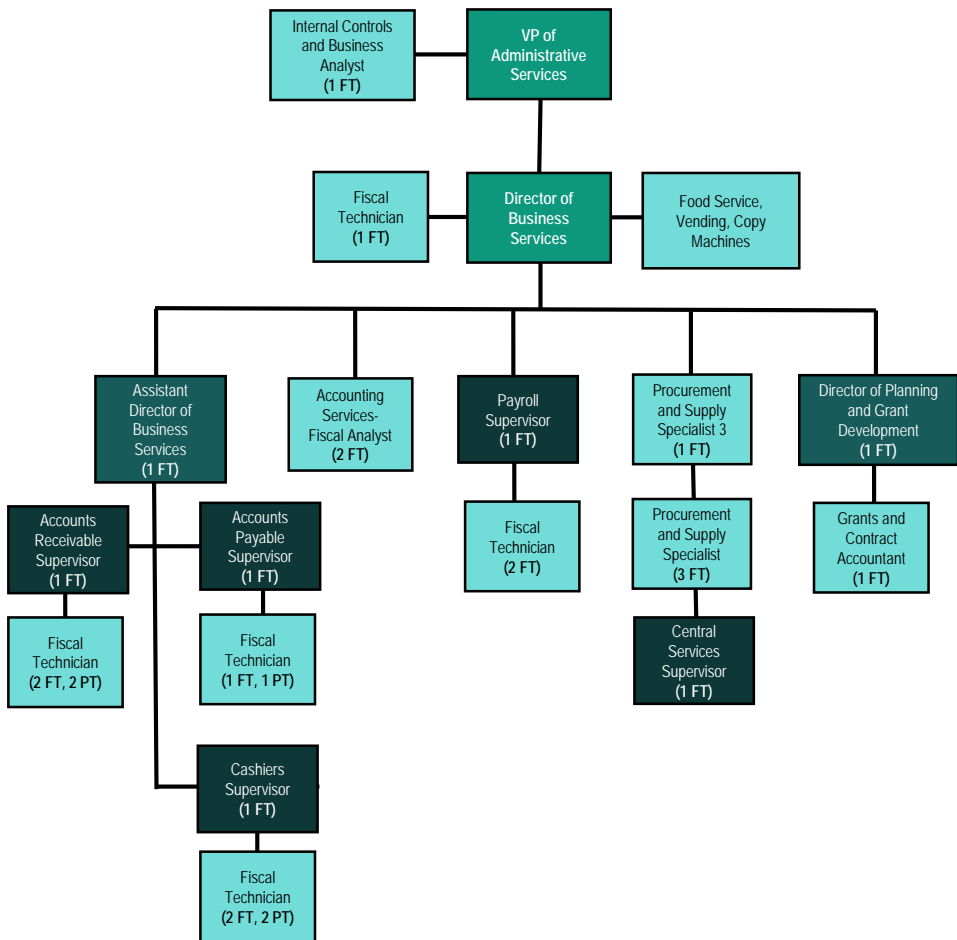 Internal Controls
and Business
Analyst
(1 FT)
VP of
Administrative
Services
Fiscal
Technician
(1 FT)
Director of
Business
Services
Food Service,
Vending, Copy
Machines
Assistant
Director of
Business
Services
(1 FT)
Accounting
Services-
Fiscal Analyst
(2 FT)
Payroll
Supervisor
(1 FT)
Procurement
and Supply
Specialist 3
(1 FT)
Director of Planning
and Grant
Development
(1 FT)
Accounts
Receivable
Supervisor
(1 FT)
Accounts
Payable
Supervisor
(1 FT)
Fiscal
Technician
(2 FT)
Procurement
and Supply
Specialist
(3 FT)
Grants and
Contract
Accountant
(1 FT)
Fiscal
Technician
(2 FT, 2 PT)
Fiscal
Technician
(1 FT, 1 PT)
Central
Services
Supervisor
(1 FT)
Cashiers
Supervisor
(1 FT)
Fiscal
Technician
(2 FT, 2 PT)